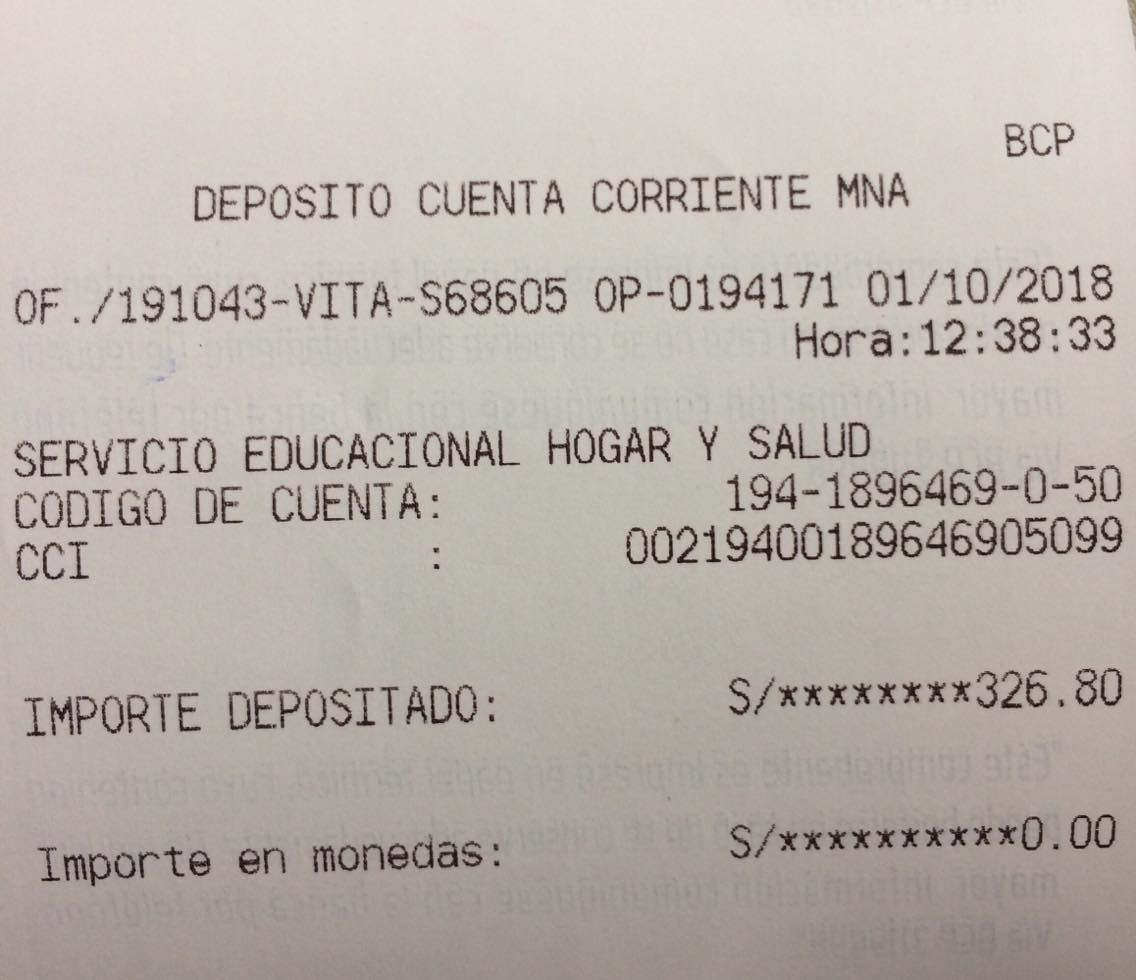 BCP
DEPOSITO CUENTA CORRIENTE MNA
OF./191043-VITA-S68605 OP-0194171 01/10/2018
Hora:12:38:33
SERVICIO EDUCACIONAL HOGAR Y SALUD
CODIGO DE CUENTA: 194-1896469-0-50
CCI : 00219400189646905099
IMPORTE DEPOSITADO: S/********326.80
Importe en monedas: S/**********0.00